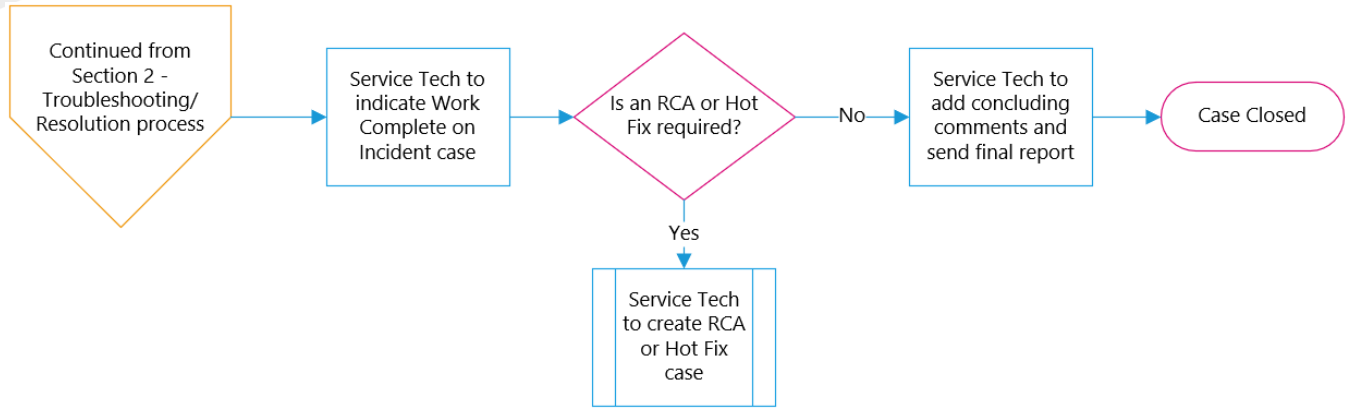 Continued from
Section 2 -
Troubleshooting/
Resolution process
Service Tech to
indicate Work
Complete on
Incident case
Is an RCA or Hot
Fix required?
No
Service Tech to
add concluding
comments and
send final report
Case Closed
Yes
Service Tech
to create RCA
or Hot Fix
case